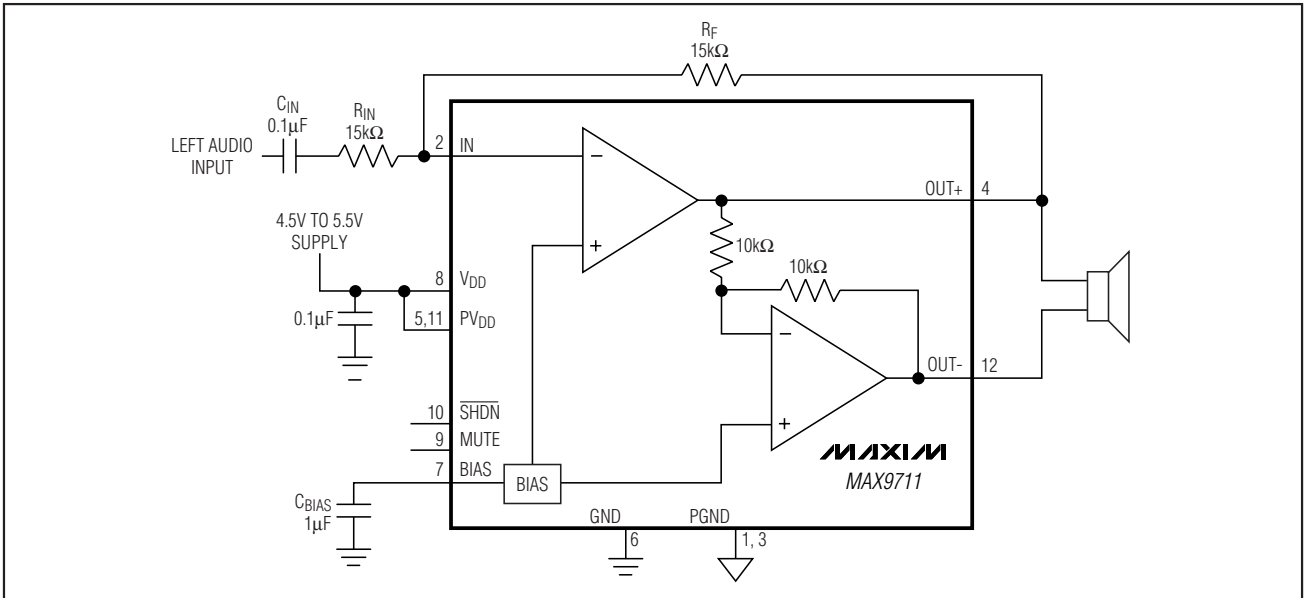 RF
15kΩ
CIN
0.1µF
RIN
15kΩ
LEFT AUDIO
INPUT
2
IN
−
+
OUT+
4
4.5V TO 5.5V
SUPPLY
10kΩ
10kΩ
8
VDD
0.1µF
5,11
PVDD
−
+
OUT-
12
10
SHDN
9
MUTE
7
BIAS
BIAS
MAXIM
MAX9711
CBIAS
1µF
GND
PGND
6
1, 3